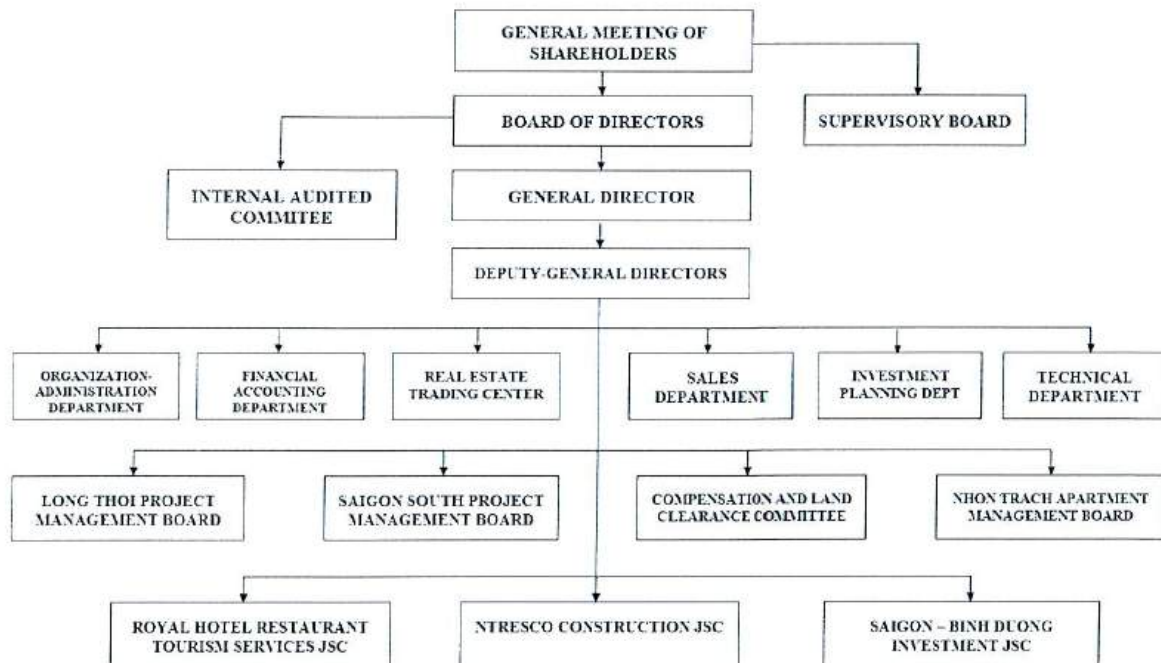 GENERAL MEETING OF
SHAREHOLDERS
BOARD OF DIRECTORS
SUPERVISORY BOARD
INTERNAL AUDITED
COMMITEE
GENERAL DIRECTOR
DEPUTY-GENERAL DIRECTORS
ORGANIZATION-
ADMINISTRATION
DEPARTMENT
FINANCIAL
ACCOUNTING
DEPARTMENT
REAL ESTATE
TRADING CENTER
SALES
DEPARTMENT
INVESTMENT
PLANNING DEPT
TECHNICAL
DEPARTMENT
LONG THOI PROJECT
MANAGEMENT BOARD
SAIGON SOUTH PROJECT
MANAGEMENT BOARD
COMPENSATION AND LAND
CLEARANCE COMMITTEE
NHON TRACH APARTMENT
MANAGEMENT BOARD
ROYAL HOTEL RESTAURANT
TOURISM SERVICES JSC
NTRESCO CONSTRUCTION JSC
SAIGON – BINH DUONG
INVESTMENT JSC